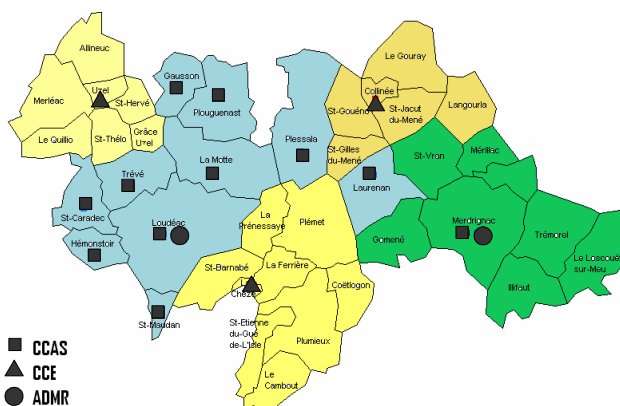 Le Gouray
Allineuc
Gausson
Collinée
Uzel
Merléac
St-Hervé
Plouguenast
St-Gouéno
St-Jacut
du-Mené
Langourla
Le Quillio
St-Thélo
Grâce
Uzel
Plessala
St-Gilles
du-Mené
St-Vran
Mérillac
La Motte
Trévé
Laurenan
St-Caradec
Loudéac
La
Prénessaye
Plémet
Merdrignac
Trémorel
Hémonstoir
Gomené
St-Barnabé
La Ferrière
Le Loscouët
sur-Meu
Coëtlogon
Illifaut
Chèze
St-Maudan
St-Etienne
du-Gué
de-L'Isle
Plumieux
Le
Cambout
CCAS
CCE
ADMR